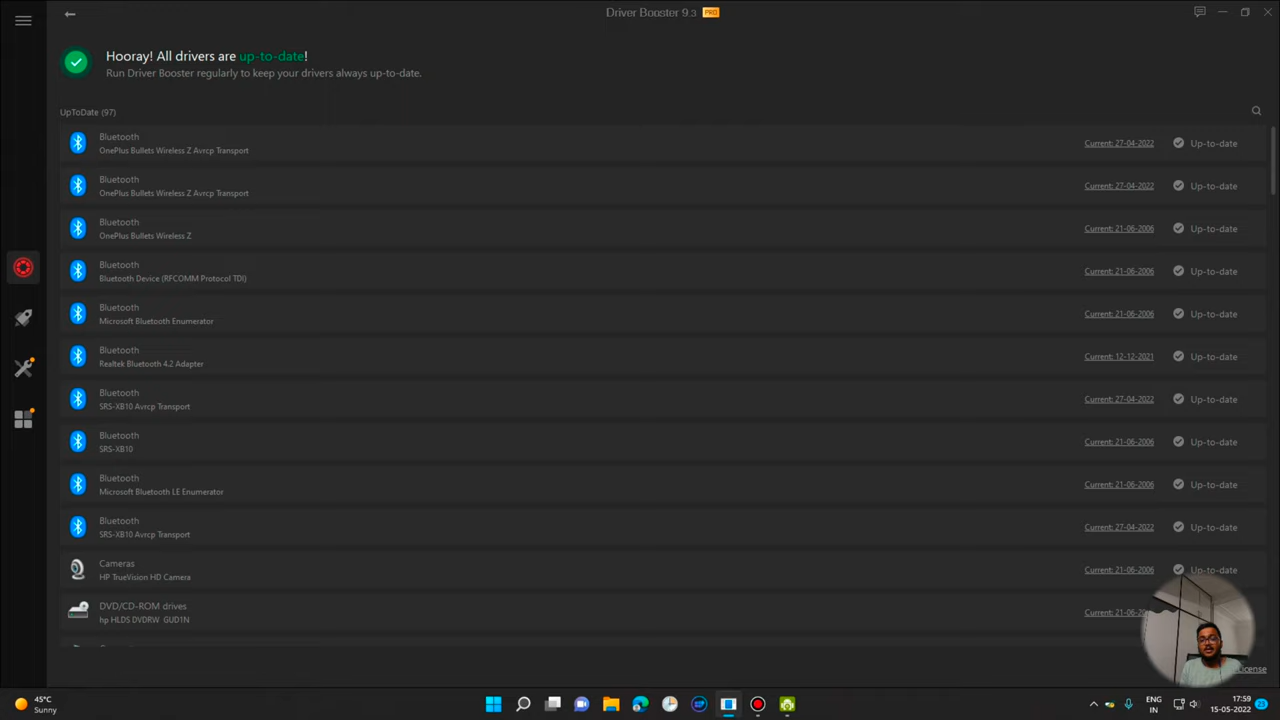 Driver Booster 9.3 PRO
Hooray! All drivers are up-to-date!
Run Driver Booster regularly to keep your drivers always up-to-date.
UpToDate (97)
Bluetooth
OnePlus Bullets Wireless Z Avrcp Transport
Current: 27-04-2022
Up-to-date
Bluetooth
OnePlus Bullets Wireless Z Avrcp Transport
Current: 27-04-2022
Up-to-date
Bluetooth
OnePlus Bullets Wireless Z
Current: 21-06-2006
Up-to-date
Bluetooth
Bluetooth Device (RFCOMM Protocol TDI)
Current: 21-06-2006
Up-to-date
Bluetooth
Microsoft Bluetooth Enumerator
Current: 21-06-2006
Up-to-date
Bluetooth
Realtek Bluetooth 4.2 Adapter
Current: 12-12-2021
Up-to-date
Bluetooth
SRS-XB10 Avrcp Transport
Current: 27-04-2022
Up-to-date
Bluetooth
SRS-XB10
Current: 21-06-2006
Up-to-date
Bluetooth
Microsoft Bluetooth LE Enumerator
Current: 21-06-2006
Up-to-date
Bluetooth
SRS-XB10 Avrcp Transport
Current: 27-04-2022
Up-to-date
Cameras
HP TrueVision HD Camera
Current: 21-06-2006
Up-to-date
DVD/CD-ROM drives
hp HLDS DVDRW GUD1N
Current:
License
45°C
Sunny
ENG
IN
17:59
15-05-2022